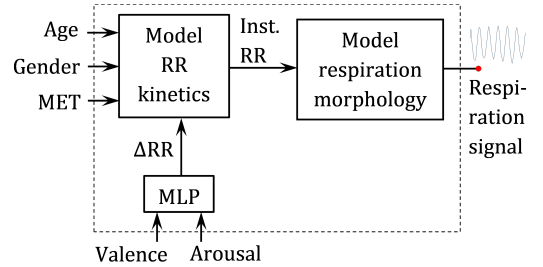 Age
Gender
MET
Model
RR
kinetics
Inst.
RR
Model
respiration
morphology
Respi-
ration
signal
ΔRR
MLP
Valence
Arousal